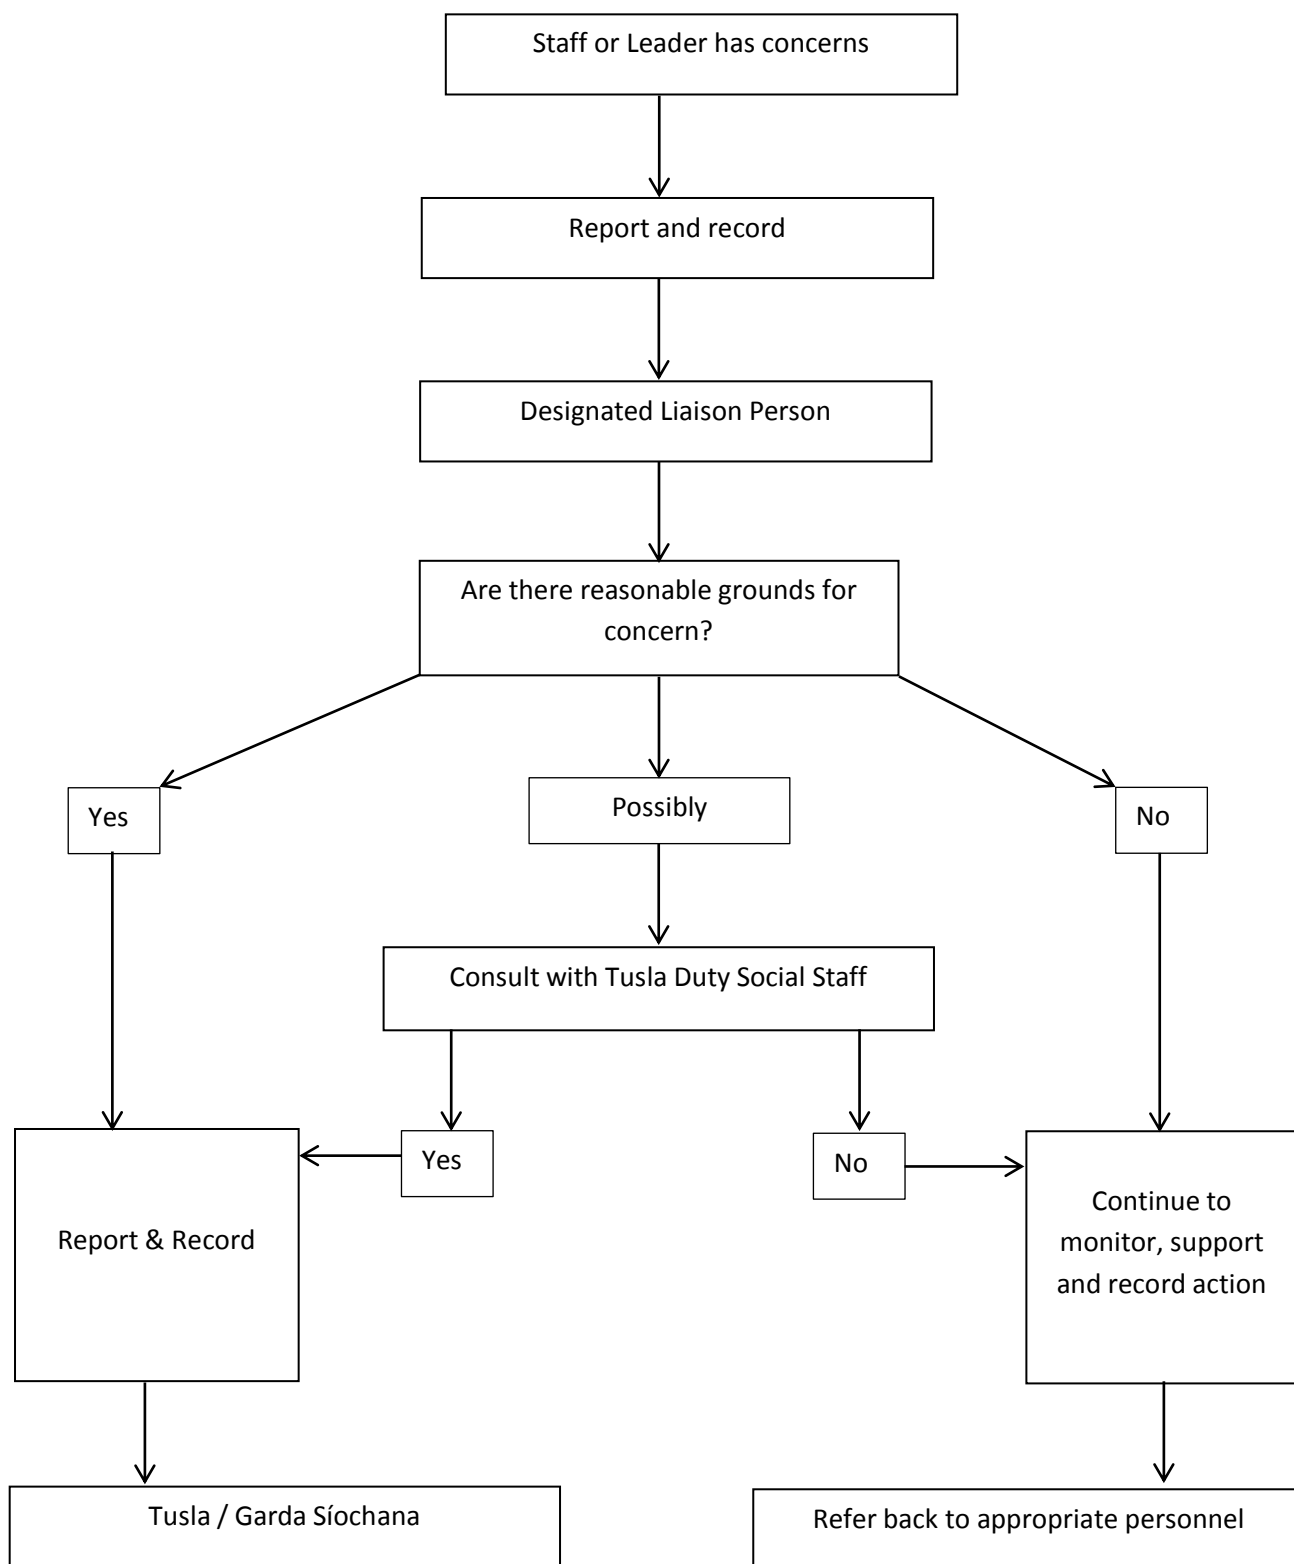 Staff or Leader has concerns
Report and record
Designated Liaison Person
Are there reasonable grounds for
concern?
Yes
Possibly
No
Consult with Tusla Duty Social Staff
Yes
No
Report & Record
Continue to
monitor, support
and record action
Tusla / Garda Síochana
Refer back to appropriate personnel